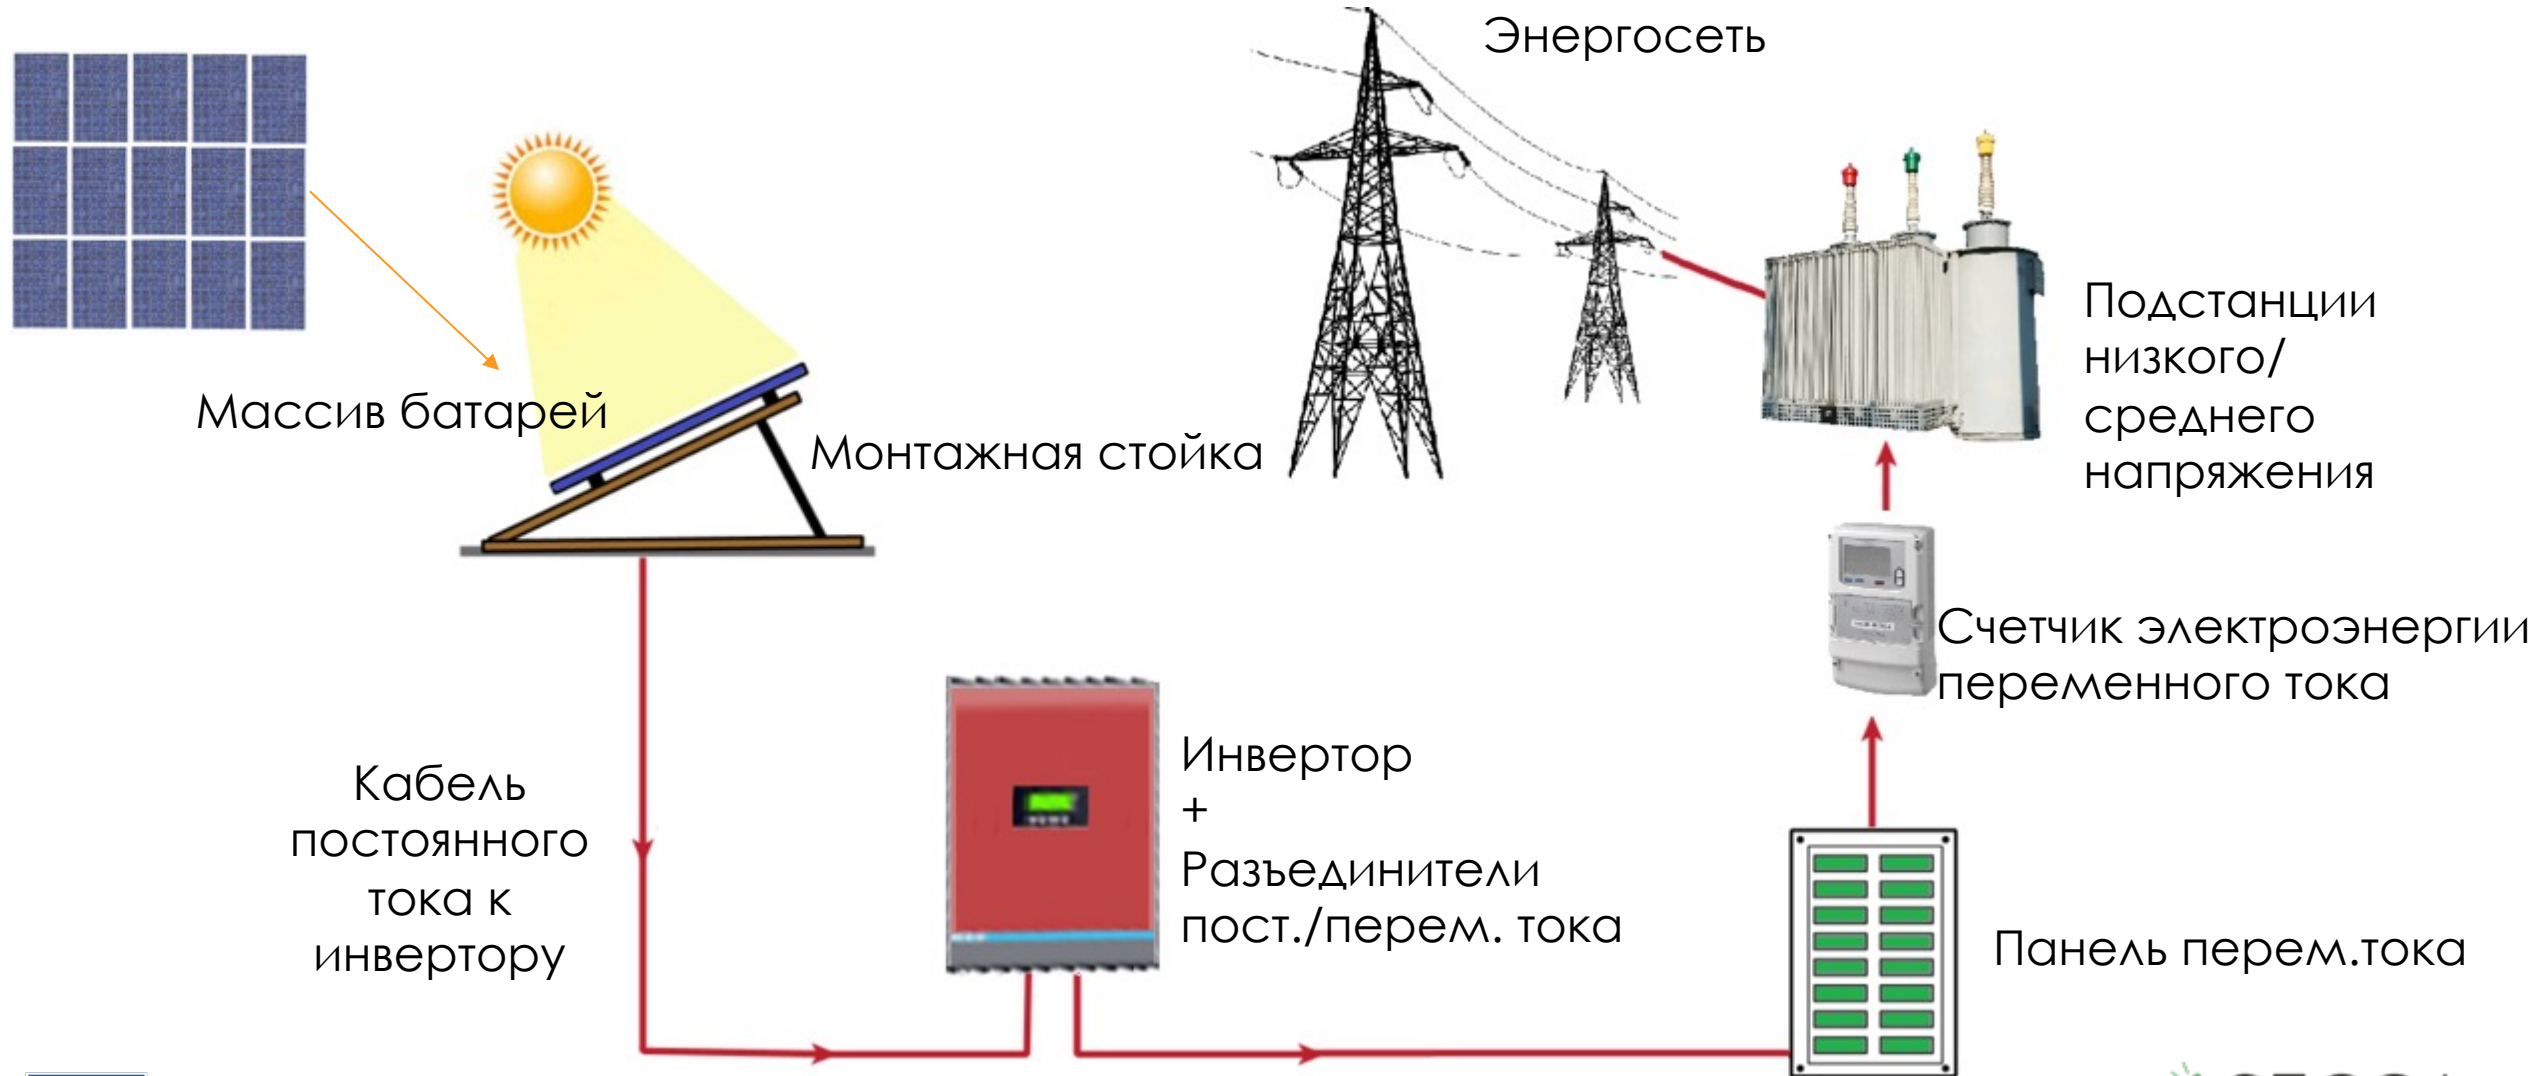 Энергосеть
Массив батарей
Монтажная стойка
Подстанции
низкого/
среднего
напряжения
Счетчик электроэнергии
переменного тока
Кабель
постоянного
тока к
инвертору
Инвертор
+
Разъединители
пост./перем. тока
Панель перем.тока